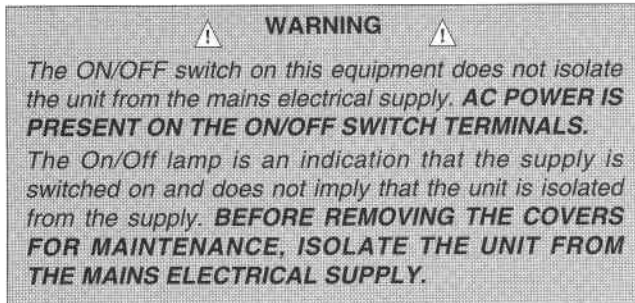 WARNING
The ON/OFF switch on this equipment does not isolate
the unit from the mains electrical supply. AC POWER IS
PRESENT ON THE ON/OFF SWITCH TERMINALS.
The On/Off lamp is an indication that the supply is
switched on and does not imply that the unit is isolated
from the supply. BEFORE REMOVING THE COVERS
FOR MAINTENANCE, ISOLATE THE UNIT FROM
THE MAINS ELECTRICAL SUPPLY.